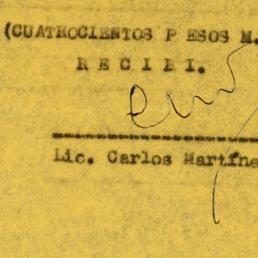 (CUATROCIENTOS P ESOS M.
R E C I B I.
Lic. Carlos Martíne